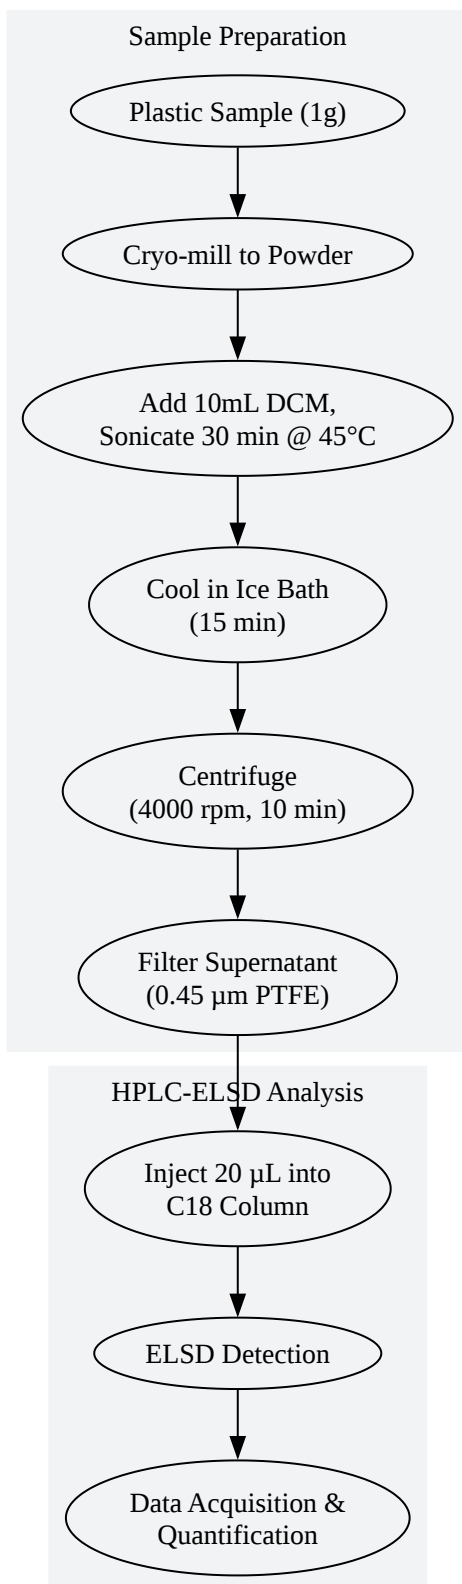 Sample Preparation
Plastic Sample (1g)
Cryo-mill to Powder
Add 10mL DCM,
Sonicate 30 min @ 45°C
Cool in Ice Bath
(15 min)
Centrifuge
(4000 rpm, 10 min)
Filter Supernatant
(0.45 µm PTFE)
HPLC-ELSD Analysis
Inject 20 µL into
C18 Column
ELSD Detection
Data Acquisition &
Quantification